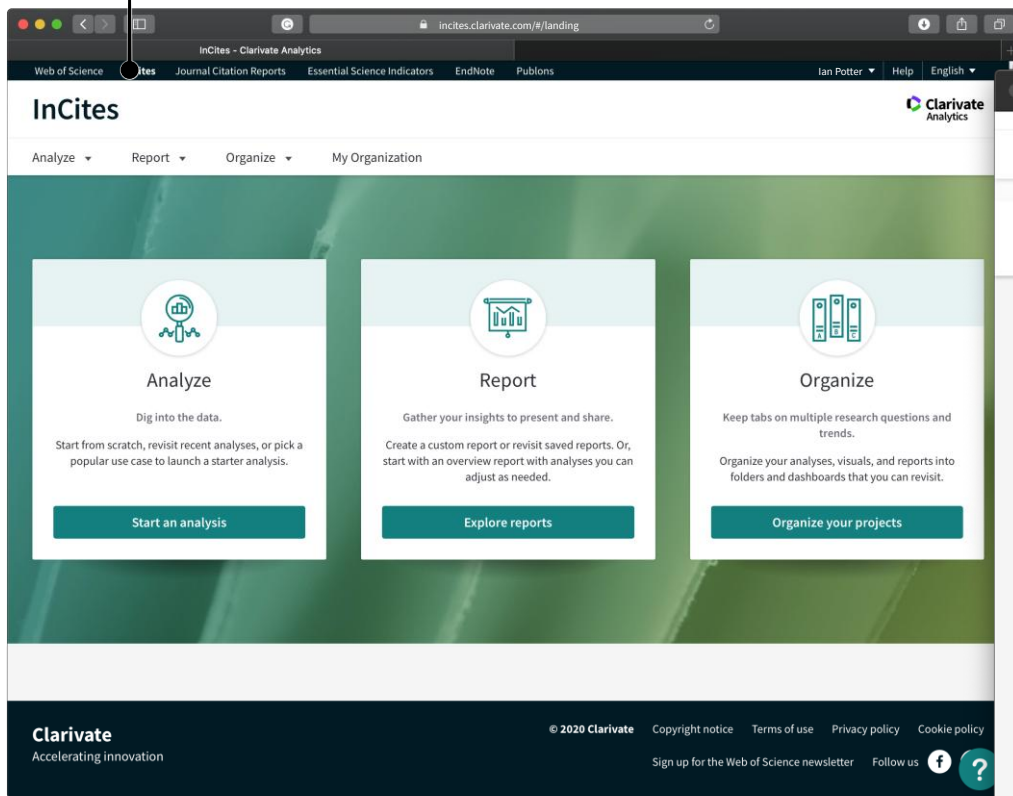 incites.clarivate.com/#/landing
InCites - Clarivate Analytics
Web of Science Journal Citation Reports Essential Science Indicators EndNote Publons Ian Potter Help English
InCites
Clarivate
Analytics
Analyze Report Organize My Organization
Analyze
Dig into the data.
Start from scratch, revisit recent analyses, or pick a
popular use case to launch a starter analysis.
Start an analysis
Report
Gather your insights to present and share.
Create a custom report or revisit saved reports. Or,
start with an overview report with analyses you can
adjust as needed.
Explore reports
A B C
Organize
Keep tabs on multiple research questions and
trends.
Organize your analyses, visuals, and reports into
folders and dashboards that you can revisit.
Organize your projects
Clarivate
Accelerating innovation
© 2020 Clarivate Copyright notice Terms of use Privacy policy Cookie policy
Sign up for the Web of Science newsletter Follow us f ?